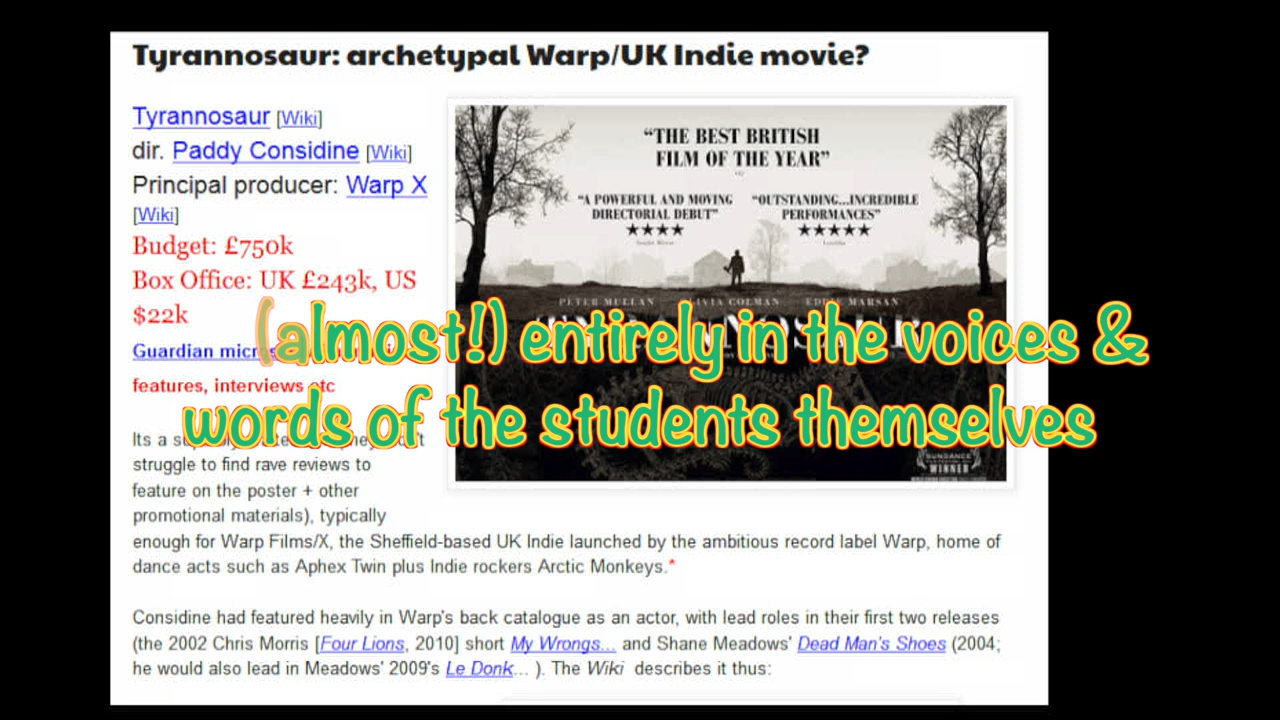 Tyrannosaur: archetypal Warp/UK Indie movie?
Tyrannosaur [Wiki]
dir. Paddy Considine [Wiki]
Principal producer: Warp X
[Wiki]
Budget: £750k
Box Office: UK £243k, US
$22k
Guardian
features, interviews etc
“THE BEST BRITISH
FILM OF THE YEAR”
“A POWERFUL AND MOVING
DIRECTORIAL DEBUT”
★★★★
“OUTSTANDING...INCREDIBLE
PERFORMANCES”
★★★★★
PETER MULLAN OLIVIA COLMAN EDDIE MARSAN
(almost!) entirely in the voices &
words of the students themselves
Its a
struggle to find rave reviews to
feature on the poster + other
promotional materials), typically
enough for Warp Films/X, the Sheffield-based UK Indie launched by the ambitious record label Warp, home of
dance acts such as Aphex Twin plus Indie rockers Arctic Monkeys.*
SUNDANCE
WINNER
Considine had featured heavily in Warp's back catalogue as an actor, with lead roles in their first two releases
(the 2002 Chris Morris [Four Lions, 2010] short My Wrongs... and Shane Meadows' Dead Man's Shoes (2004;
he would also lead in Meadows' 2009's Le Donk... ). The Wiki describes it thus: